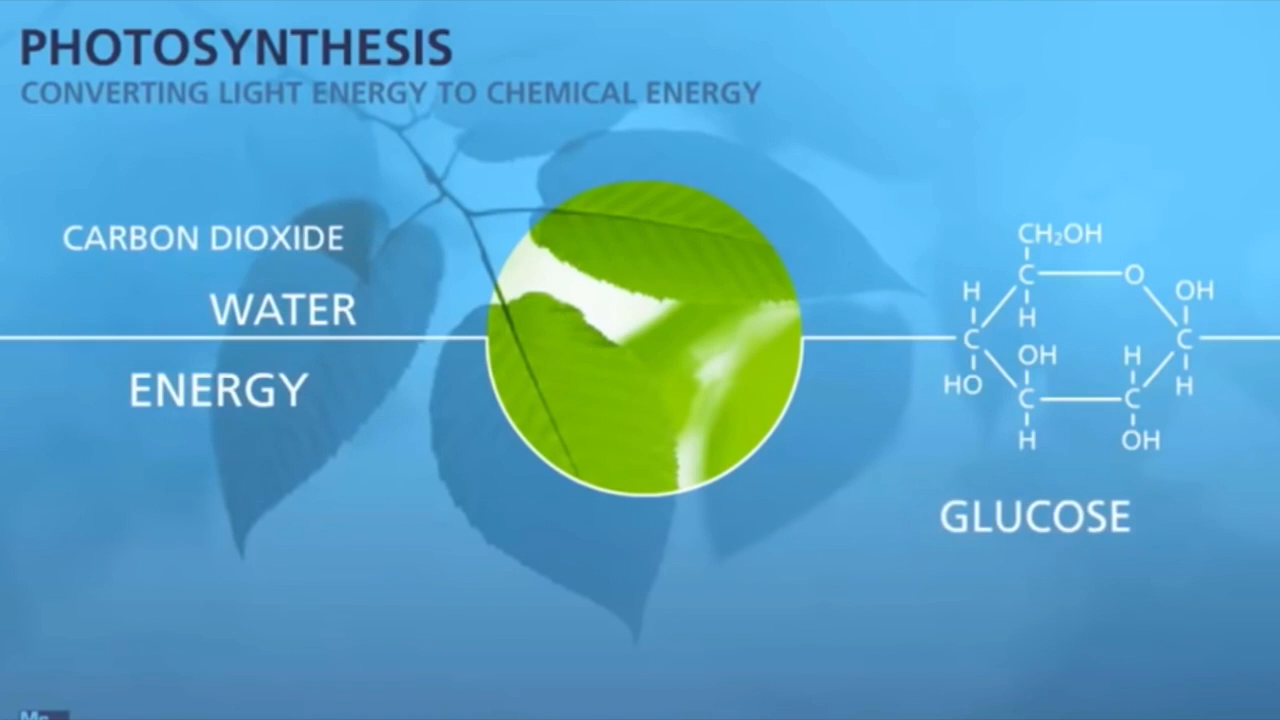 PHOTOSYNTHESIS
CONVERTING LIGHT ENERGY TO CHEMICAL ENERGY
CARBON DIOXIDE
WATER
ENERGY
CH₂OH
C O
H OH
H
C C
OH H
HO H
C C
H OH
GLUCOSE